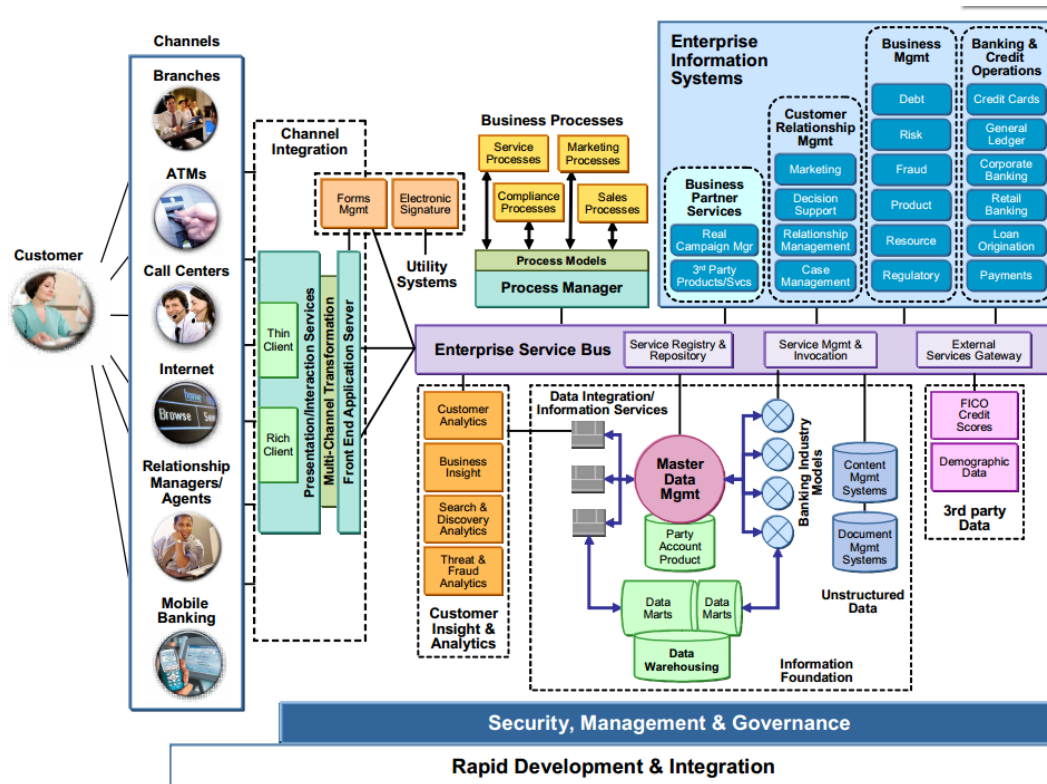 Channels
Branches
ATMs
Customer
Call Centers
Internet
Relationship
Managers/
Agents
Mobile
Banking
Channel
Integration
Forms
Mgmt
Electronic
Signature
Utility
Systems
Thin
Client
Rich
Client
Presentation/Interaction Services
Multi-Channel Transformation
Front End Application Server
Business Processes
Service
Processes
Marketing
Processes
Compliance
Processes
Sales
Processes
Process Models
Process Manager
Enterprise
Information
Systems
Business
Partner
Services
Real
Campaign Mgr
3rd Party
Products/Svcs
Customer
Relationship
Mgmt
Marketing
Decision
Support
Relationship
Management
Case
Management
Business
Mgmt
Debt
Risk
Fraud
Product
Resource
Regulatory
Banking &
Credit
Operations
Credit Cards
General
Ledger
Corporate
Banking
Retail
Banking
Loan
Origination
Payments
Enterprise Service Bus
Service Registry &
Repository
Service Mgmt &
Invocation
External
Services Gateway
Customer
Analytics
Business
Insight
Search &
Discovery
Analytics
Threat &
Fraud
Analytics
Customer
Insight &
Analytics
Data Integration/
Information Services
Master
Data
Mgmt
Party
Account
Product
Banking Industry
Models
Data
Marts
Data
Marts
Data
Warehousing
Content
Mgmt
Systems
Document
Mgmt
Systems
Unstructured
Data
Information
Foundation
FICO
Credit
Scores
Demographic
Data
3rd party
Data
Browse
Security, Management & Governance
Rapid Development & Integration